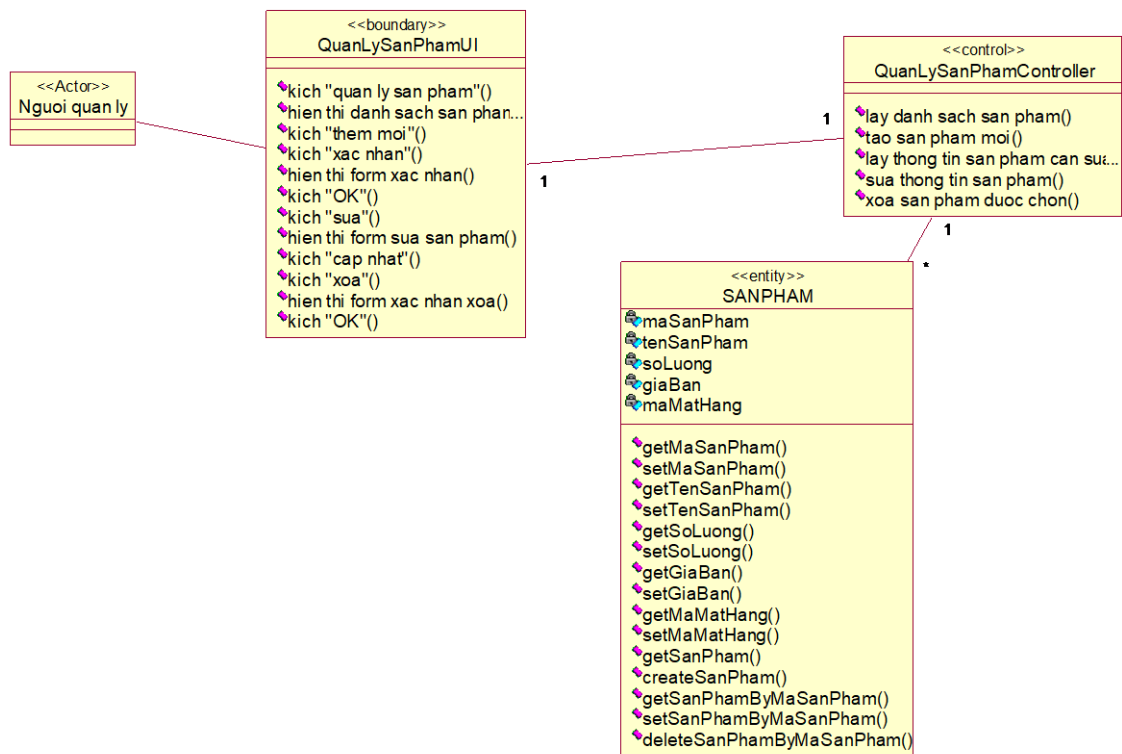 <<Actor>>
Nguoi quan ly
<<boundary>>
QuanLySanPhamUI
kich "quan ly san pham"()
hien thi danh sach san phan...
kich "them moi"()
kich "xac nhan"()
hien thi form xac nhan()
kich "OK"()
kich "sua"()
hien thi form sua san pham()
kich "cap nhat"()
kich "xoa"()
hien thi form xac nhan xoa()
kich "OK"()
1
1
<<control>>
QuanLySanPhamController
lay danh sach san pham()
tao san pham moi()
lay thong tin san pham can sua...
sua thong tin san pham()
xoa san pham duoc chon()
1
*
<<entity>>
SANPHAM
maSanPham
tenSanPham
soLuong
giaBan
maMatHang
getMaSanPham()
setMaSanPham()
getTenSanPham()
setTenSanPham()
getSoLuong()
setSoLuong()
getGiaBan()
setGiaBan()
getMaMatHang()
setMaMatHang()
getSanPham()
createSanPham()
getSanPhamByMaSanPham()
setSanPhamByMaSanPham()
deleteSanPhamByMaSanPham()